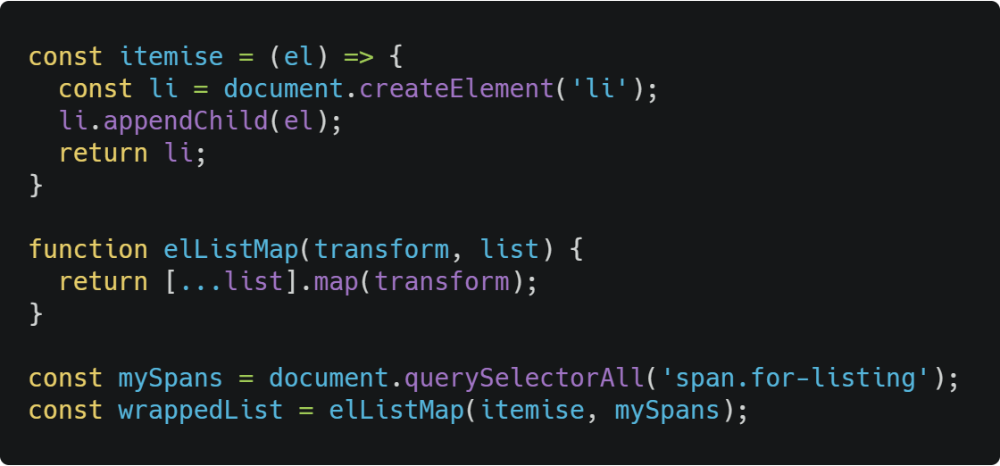 const itemise = (el) => {
  const li = document.createElement('li');
  li.appendChild(el);
  return li;
}

function elListMap(transform, list) {
  return [...list].map(transform);
}

const mySpans = document.querySelectorAll('span.for-listing');
const wrappedList = elListMap(itemise, mySpans);